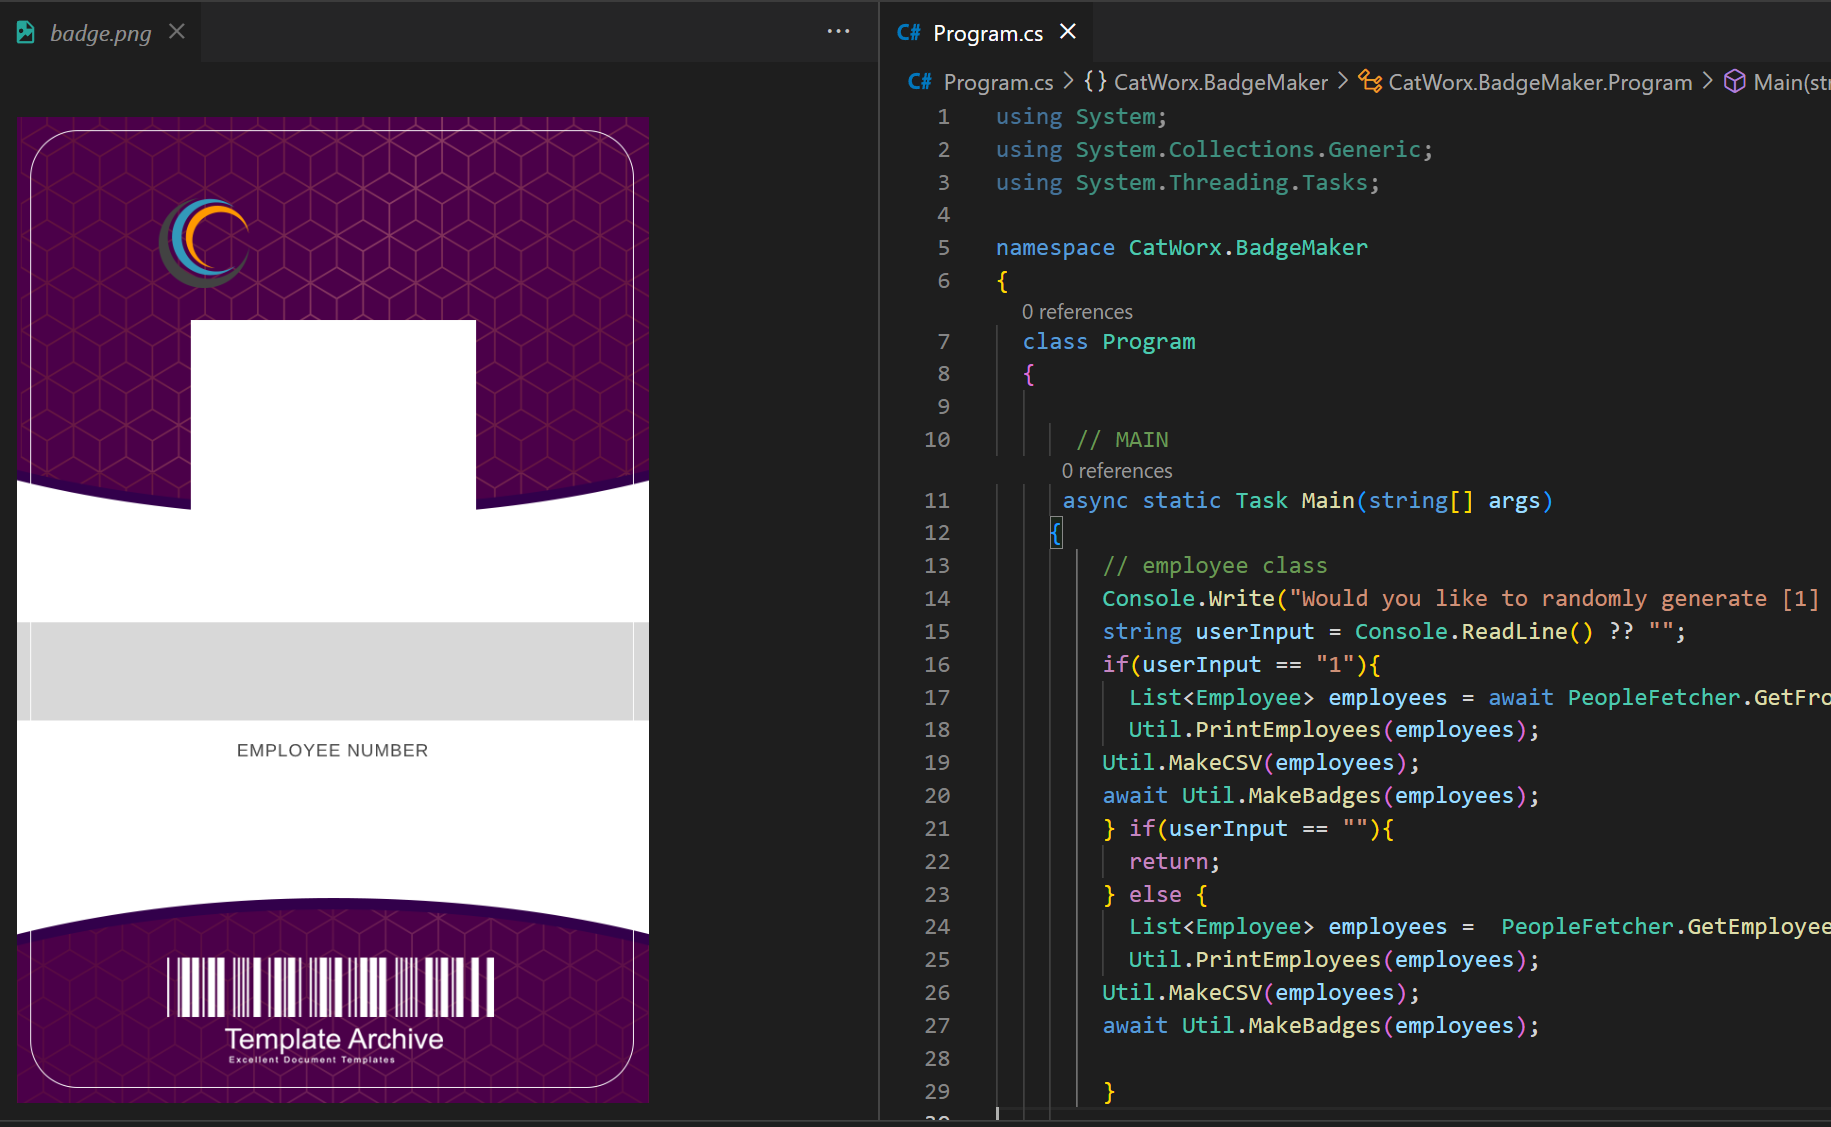 badge.png
EMPLOYEE NUMBER
Template Archive
Excellent Document Templates
C# Program.cs
C# Program.cs > {} CatWorx.BadgeMaker > CatWorx.BadgeMaker.Program > Main(str
1 using System;
2 using System.Collections.Generic;
3 using System.Threading.Tasks;
4
5 namespace CatWorx.BadgeMaker
6 {
0 references
7 class Program
8 {
9
10 // MAIN
0 references
11 async static Task Main(string[] args)
12 {
13 // employee class
14 Console.Write("Would you like to randomly generate [1]
15 string userInput = Console.ReadLine() ?? "";
16 if(userInput == "1"){
17 List<Employee> employees = await PeopleFetcher.GetFro
18 Util.PrintEmployees(employees);
19 Util.MakeCSV(employees);
20 await Util.MakeBadges(employees);
21 } if(userInput == ""){
22 return;
23 } else {
24 List<Employee> employees =  PeopleFetcher.GetEmployee
25 Util.PrintEmployees(employees);
26 Util.MakeCSV(employees);
27 await Util.MakeBadges(employees);
28
29 }